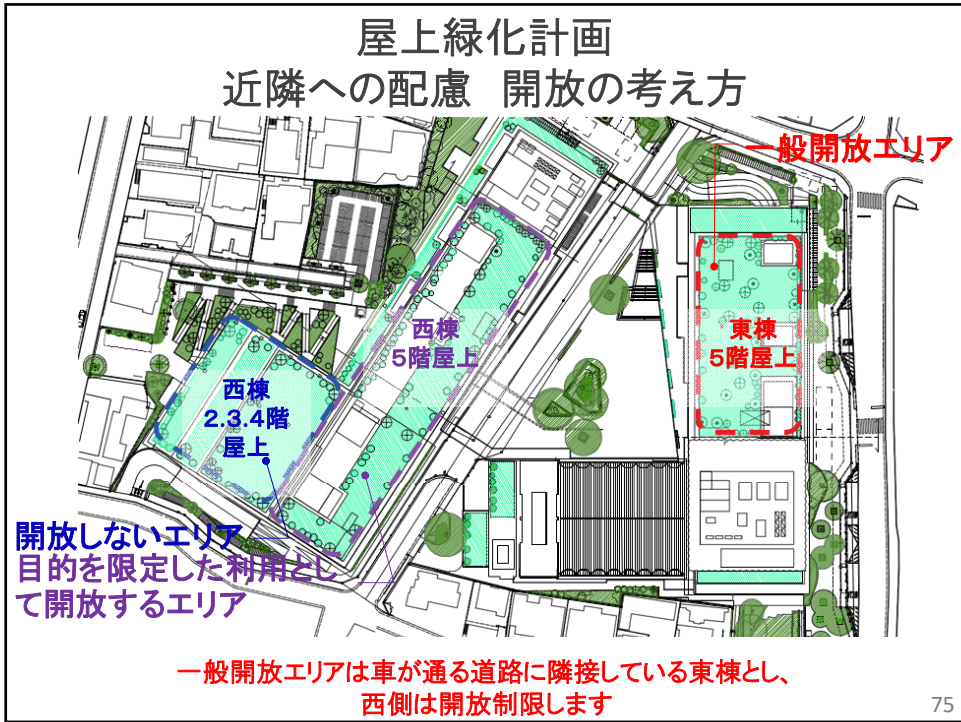 屋上緑化計画
近隣への配慮　開放の考え方
一般開放エリア
西棟
5階屋上
東棟
5階屋上
西棟
2.3.4階
屋上
開放しないエリア
目的を限定した利用とし
て開放するエリア
一般開放エリアは車が通る道路に隣接している東棟とし、
西側は開放制限します
75